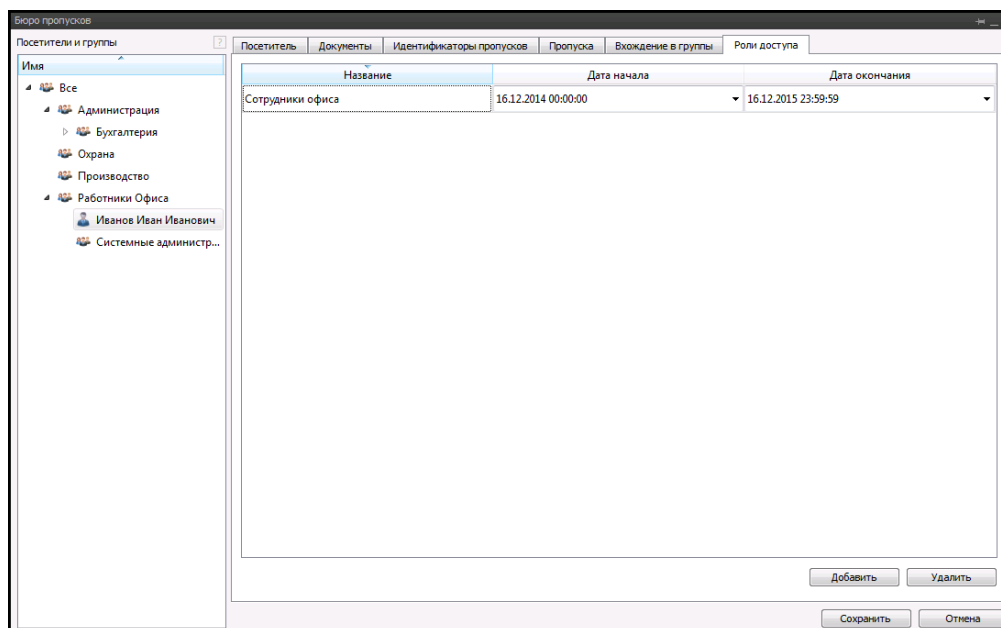 Бюро пропусков
Посетители и группы ?
Имя
Все
Администрация
Бухгалтерия
Охрана
Производство
Работники Офиса
Иванов Иван Иванович
Системные администр...
Посетитель Документы Идентификаторы пропусков Пропуска Вхождение в группы Роли доступа
Название Дата начала Дата окончания
Сотрудники офиса 16.12.2014 00:00:00 16.12.2015 23:59:59
Добавить Удалить
Сохранить Отмена